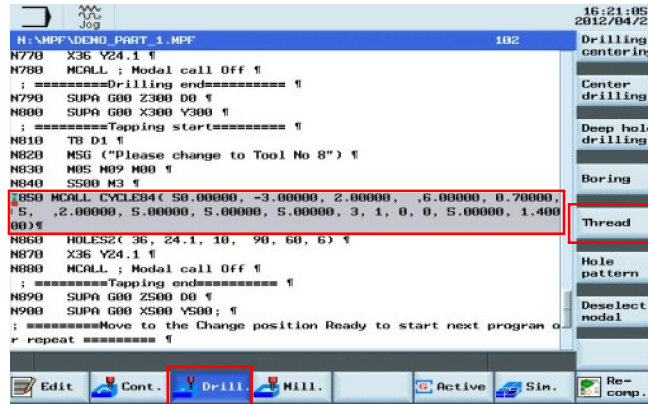 Jog
16:21:05
2012/04/2
N:\MPF\DEMO_PART_1.MPF 102
N770 X36 Y24.1 ¶
N780 MCALL ; Modal call Off ¶
; =========Drilling end========== ¶
N790 SUPA G00 Z300 D0 ¶
N800 SUPA G00 X300 Y300 ¶
; =========Tapping start========= ¶
N810 T8 D1 ¶
N820 MSG ("Please change to Tool No 8") ¶
N830 M05 M09 M00 ¶
N840 S500 M3 ¶
N850 MCALL CYCLE84( 50.00000, -3.00000, 2.00000, ,6.00000, 0.70000,
5, ,2.00000, 5.00000, 5.00000, 5.00000, 3, 1, 0, 0, 5.00000, 1.400
00)¶
N860 HOLES2( 36, 24.1, 10, 90, 60, 6) ¶
N870 X36 Y24.1 ¶
N880 MCALL ; Modal call Off ¶
; =========Tapping end========== ¶
N890 SUPA G00 Z500 D0 ¶
N900 SUPA G00 X500 Y500; ¶
; =========Move to the Change position Ready to start next program o
r repeat ========= ¶
Drilling
centering
Center
drilling
Deep hole
drilling
Boring
Thread
Hole
pattern
Deselect
modal
Edit
Cont.
Drill.
Mill.
Active
Sim.
Re-
comp.